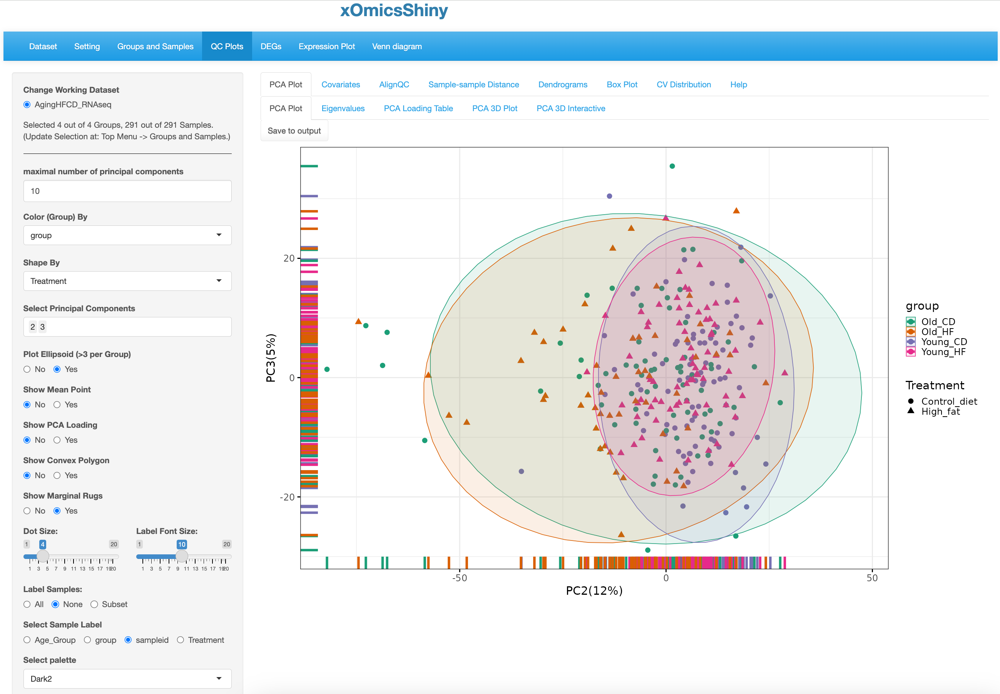 xOmicsShiny
Dataset Setting Groups and Samples QC Plots DEGs Expression Plot Venn diagram
Change Working Dataset
AgingHFCD_RNAseq
Selected 4 out of 4 Groups, 291 out of 291 Samples.
(Update Selection at: Top Menu -> Groups and Samples.)
maximal number of principal components
10
Color (Group) By
group
Shape By
Treatment
Select Principal Components
2 3
Plot Ellipsoid (>3 per Group)
No Yes
Show Mean Point
No Yes
Show PCA Loading
No Yes
Show Convex Polygon
No Yes
Show Marginal Rugs
No Yes
Dot Size: Label Font Size:
1 4 20 1 10 20
1 3 5 7 9 11 13 15 17 19 20 1 3 5 7 9 11 13 15 17 19 20
Label Samples:
All None Subset
Select Sample Label
Age_Group group sampleid Treatment
Select palette
Dark2
PCA Plot Covariates AlignQC Sample-sample Distance Dendrograms Box Plot CV Distribution Help
PCA Plot Eigenvalues PCA Loading Table PCA 3D Plot PCA 3D Interactive
Save to output
PC3(5%)
20
0
-20
-50 0 50
PC2(12%)
group
Old_CD
Old_HF
Young_CD
Young_HF
Treatment
Control_diet
High_fat